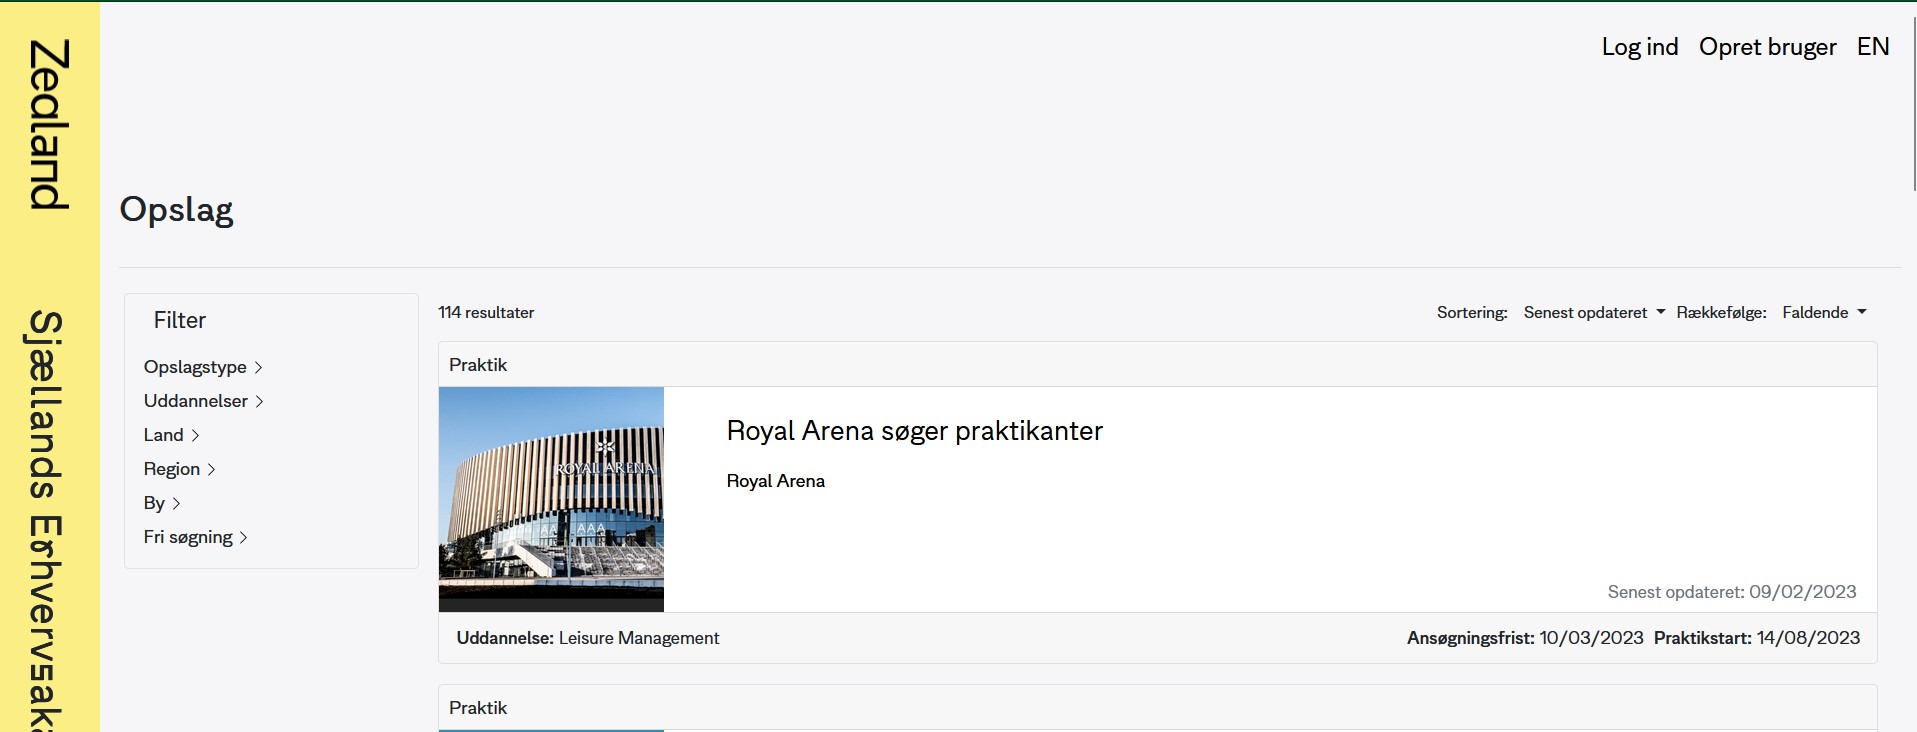 Zealand
Sjællands Erhvervsak
Log ind Opret bruger EN
Opslag
Filter
Opslagstype
Uddannelser
Land
Region
By
Fri søgning
114 resultater
Sortering: Senest opdateret Rækkefølge: Faldende
Praktik
ROYAL ARENA
AAA
Royal Arena søger praktikanter
Royal Arena
Senest opdateret: 09/02/2023
Uddannelse: Leisure Management
Ansøgningsfrist: 10/03/2023 Praktikstart: 14/08/2023
Praktik